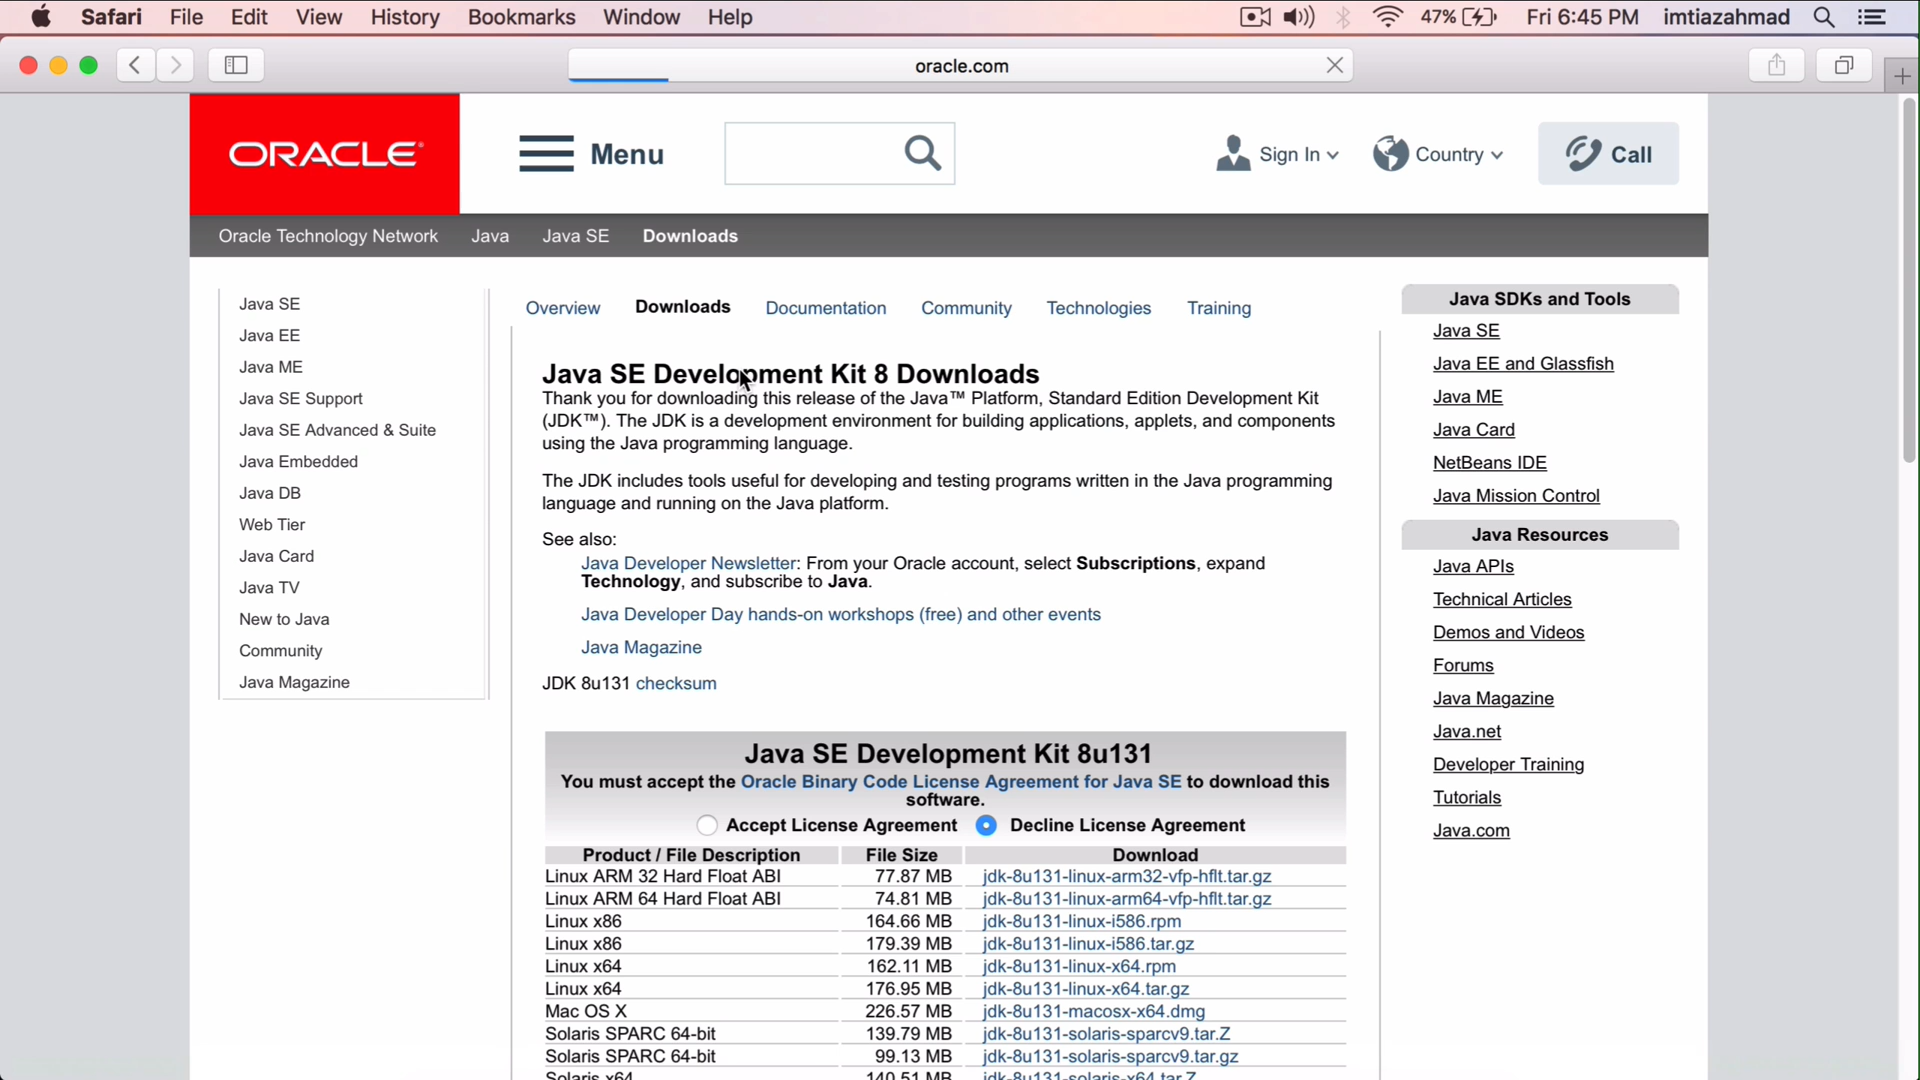 Safari File Edit View History Bookmarks Window Help 47% Fri 6:45 PM imtiazahmad
oracle.com
ORACLE Menu Sign In Country Call
Oracle Technology Network Java Java SE Downloads
Java SE
Java EE
Java ME
Java SE Support
Java SE Advanced & Suite
Java Embedded
Java DB
Web Tier
Java Card
Java TV
New to Java
Community
Java Magazine
Overview Downloads Documentation Community Technologies Training
Java SE Development Kit 8 Downloads
Thank you for downloading this release of the Java™ Platform, Standard Edition Development Kit
(JDK™). The JDK is a development environment for building applications, applets, and components
using the Java programming language.
The JDK includes tools useful for developing and testing programs written in the Java programming
language and running on the Java platform.
See also:
Java Developer Newsletter: From your Oracle account, select Subscriptions, expand
Technology, and subscribe to Java.
Java Developer Day hands-on workshops (free) and other events
Java Magazine
JDK 8u131 checksum
Java SE Development Kit 8u131
You must accept the Oracle Binary Code License Agreement for Java SE to download this
software.
Accept License Agreement Decline License Agreement
Product / File Description File Size Download
Linux ARM 32 Hard Float ABI 77.87 MB jdk-8u131-linux-arm32-vfp-hflt.tar.gz
Linux ARM 64 Hard Float ABI 74.81 MB jdk-8u131-linux-arm64-vfp-hflt.tar.gz
Linux x86 164.66 MB jdk-8u131-linux-i586.rpm
Linux x86 179.39 MB jdk-8u131-linux-i586.tar.gz
Linux x64 162.11 MB jdk-8u131-linux-x64.rpm
Linux x64 176.95 MB jdk-8u131-linux-x64.tar.gz
Mac OS X 226.57 MB jdk-8u131-macosx-x64.dmg
Solaris SPARC 64-bit 139.79 MB jdk-8u131-solaris-sparcv9.tar.Z
Solaris SPARC 64-bit 99.13 MB jdk-8u131-solaris-sparcv9.tar.gz
Solaris x64 140.51 MB jdk-8u131-solaris-x64.tar.Z
Java SDKs and Tools
Java SE
Java EE and Glassfish
Java ME
Java Card
NetBeans IDE
Java Mission Control
Java Resources
Java APIs
Technical Articles
Demos and Videos
Forums
Java Magazine
Java.net
Developer Training
Tutorials
Java.com